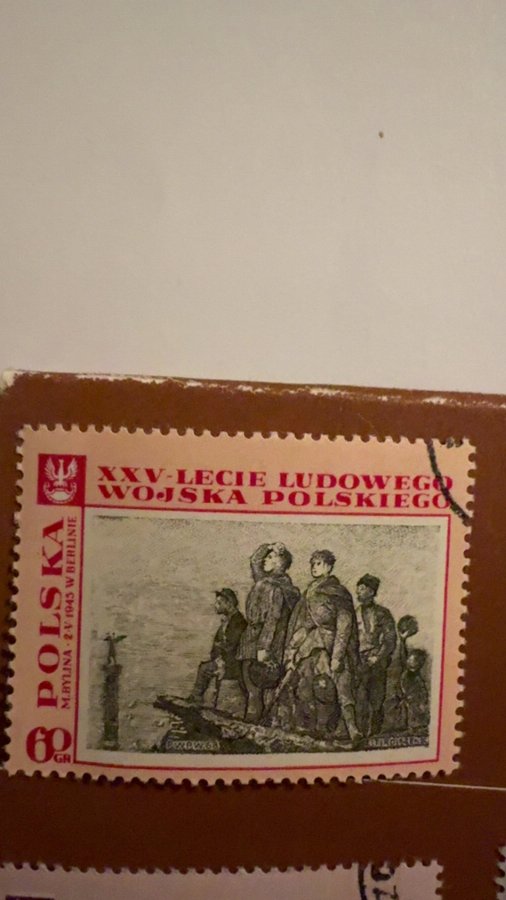 XXV-LECIE LUDOWEGO
WOJSKA POLSKIEGO
POLSKA
M.BYLINA · 2·V·1945 W BERLINIE
60
GR